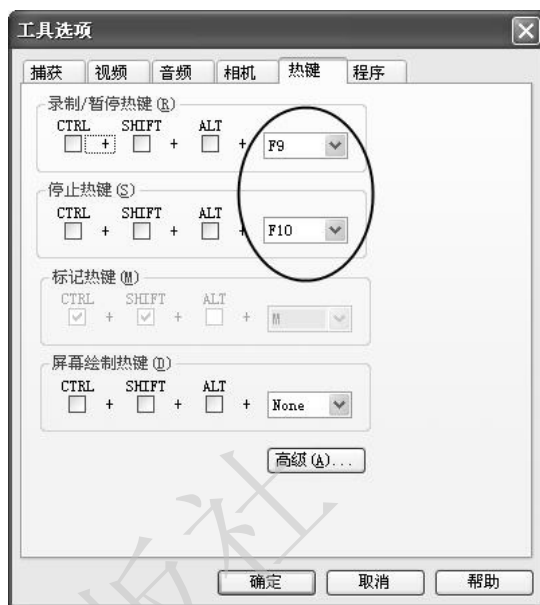 工具选项
捕获 视频 音频 相机 热键 程序
录制/暂停热键(R)
CTRL SHIFT ALT
+ + + F9
停止热键(S)
CTRL SHIFT ALT
+ + + F10
标记热键(M)
CTRL SHIFT ALT
+ + + M
屏幕绘制热键(D)
CTRL SHIFT ALT
+ + + None
高级(A)...
版社
确定 取消 帮助